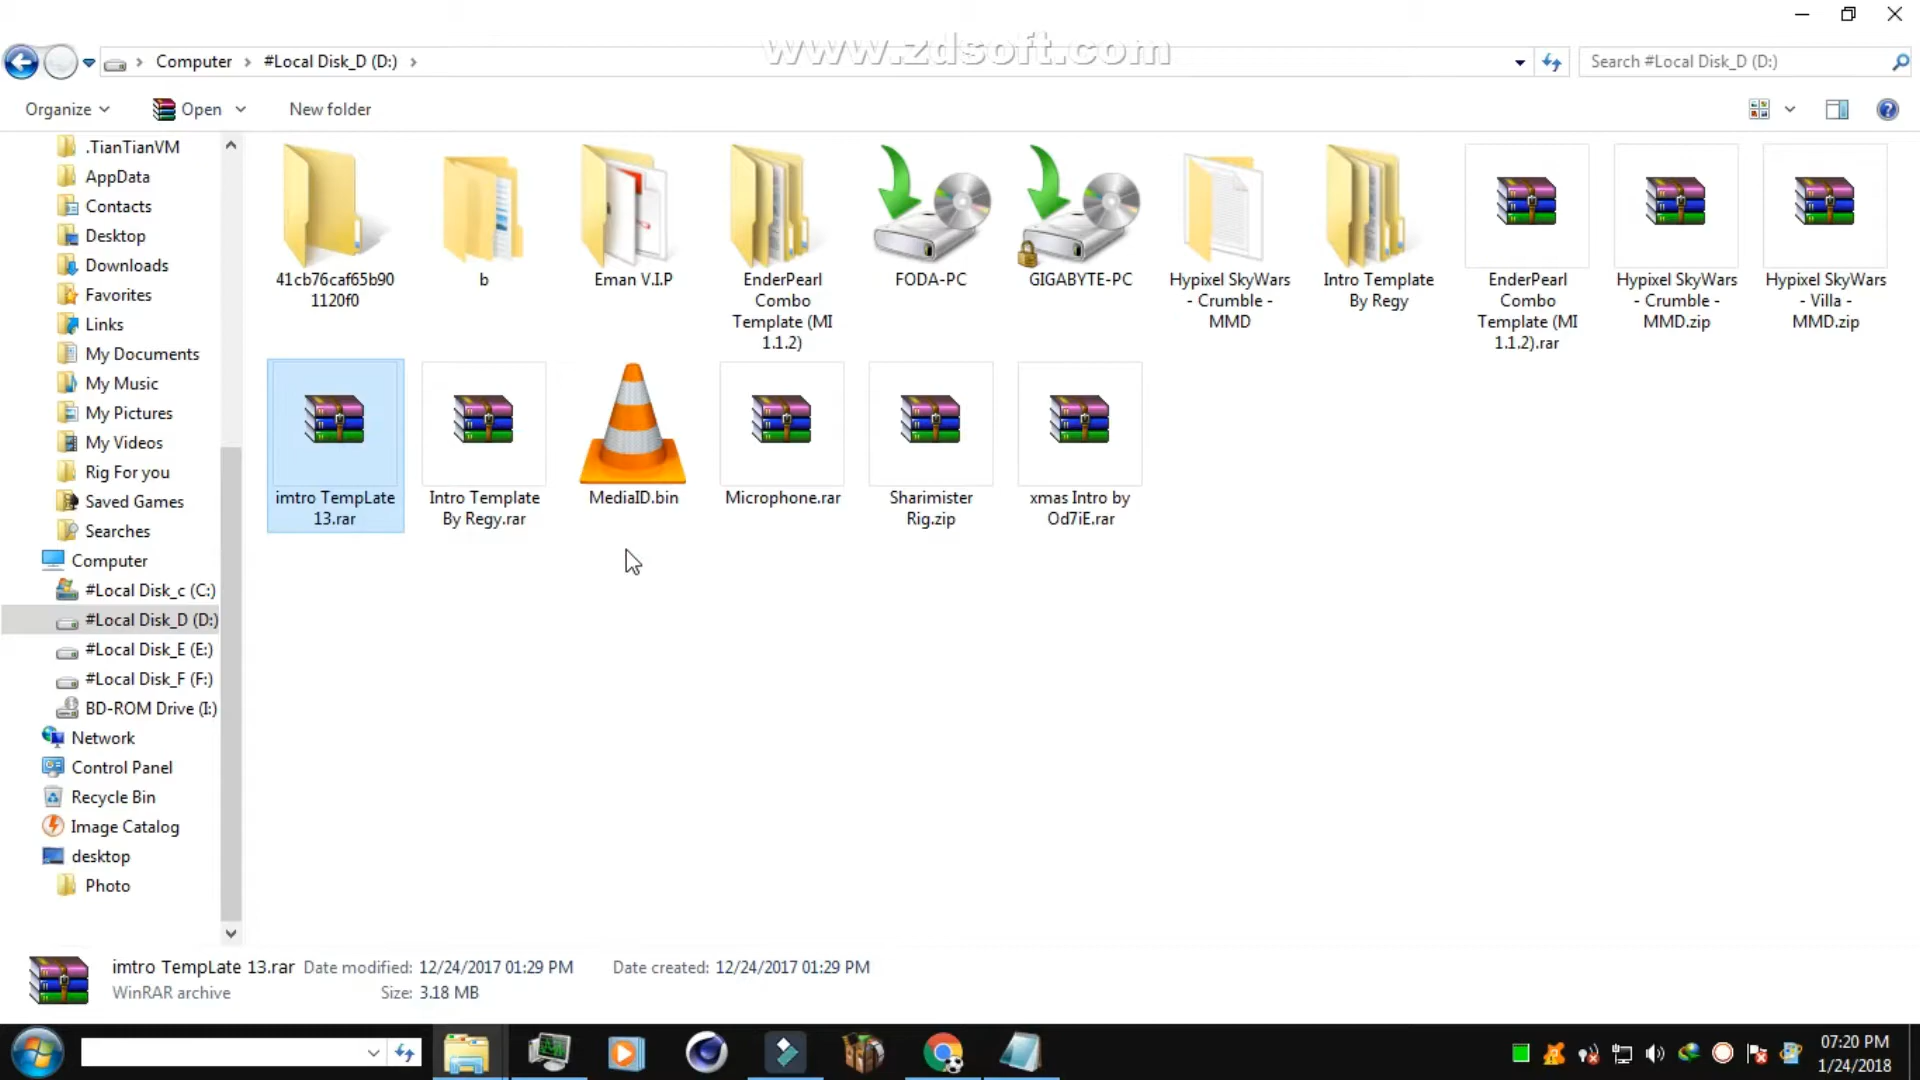 www.zdsoft.com
Computer
#Local Disk_D (D:)
Search #Local Disk_D (D:)
Organize
Open
New folder
.TianTianVM
AppData
Contacts
Desktop
Downloads
Favorites
Links
My Documents
My Music
My Pictures
My Videos
Rig For you
Saved Games
Searches
Computer
#Local Disk_c (C:)
#Local Disk_D (D:)
#Local Disk_E (E:)
#Local Disk_F (F:)
BD-ROM Drive (I:)
Network
Control Panel
Recycle Bin
Image Catalog
desktop
Photo
41cb76caf65b90
1120f0
b
Eman V.I.P
EnderPearl
Combo
Template (MI
1.1.2)
FODA-PC
GIGABYTE-PC
Hypixel SkyWars
- Crumble -
MMD
Intro Template
By Regy
EnderPearl
Combo
Template (MI
1.1.2).rar
Hypixel SkyWars
- Crumble -
MMD.zip
Hypixel SkyWars
- Villa -
MMD.zip
imtro TempLate
13.rar
Intro Template
By Regy.rar
MediaID.bin
Microphone.rar
Sharimister
Rig.zip
xmas Intro by
Od7iE.rar
imtro TempLate 13.rar Date modified: 12/24/2017 01:29 PM Date created: 12/24/2017 01:29 PM
WinRAR archive Size: 3.18 MB
07:20 PM
1/24/2018